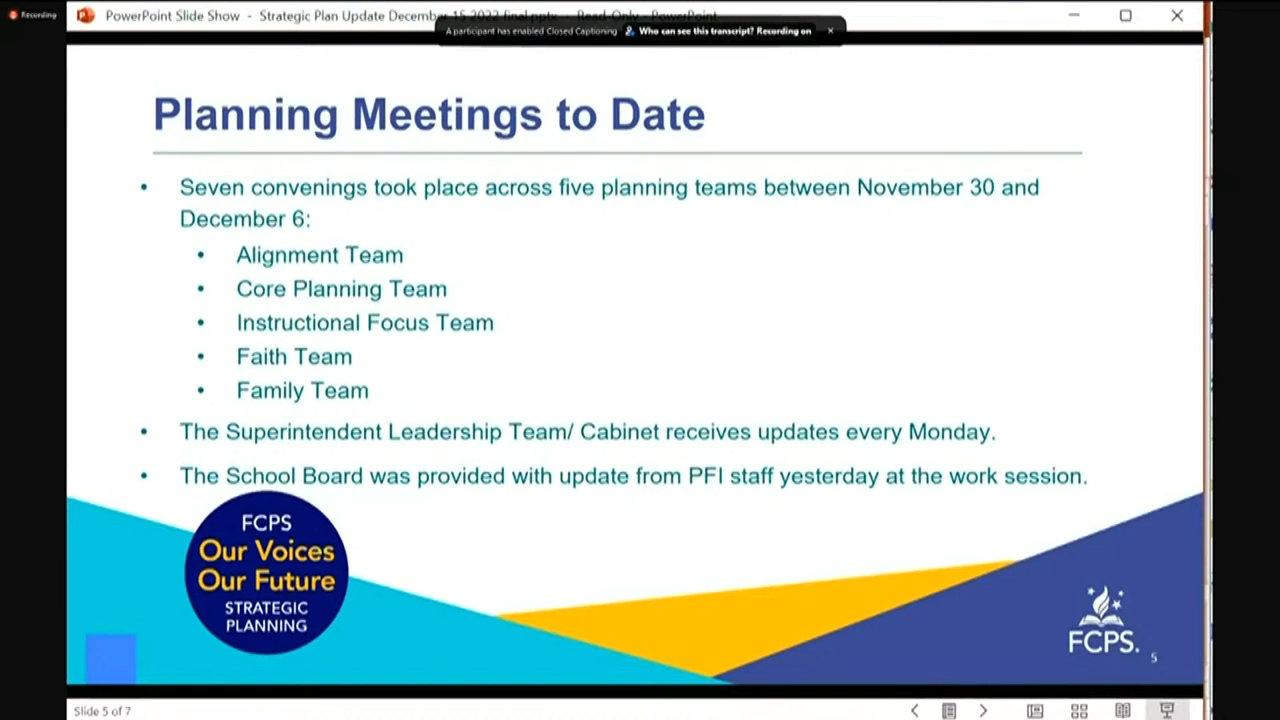 Recording
PowerPoint Slide Show - Strategic Plan Update December 15 2022 final.pptx - Read-Only - PowerPoint
A participant has enabled Closed Captioning Who can see this transcript? Recording on
Planning Meetings to Date
• Seven convenings took place across five planning teams between November 30 and
December 6:
• Alignment Team
• Core Planning Team
• Instructional Focus Team
• Faith Team
• Family Team
• The Superintendent Leadership Team/ Cabinet receives updates every Monday.
• The School Board was provided with update from PFI staff yesterday at the work session.
FCPS
Our Voices
Our Future
STRATEGIC
PLANNING
FCPS.
5
Slide 5 of 7